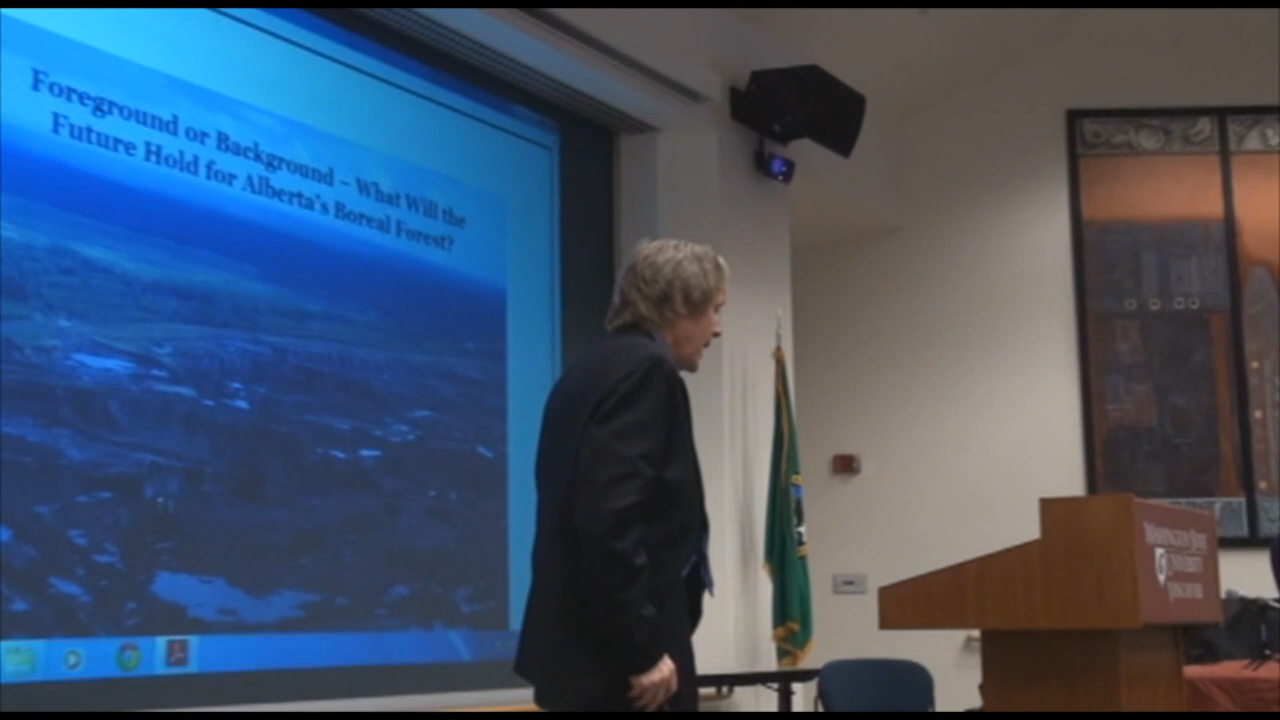 Foreground or Background – What Will the
Future Hold for Alberta's Boreal Forest?
WASHINGTON STATE
UNIVERSITY
VANCOUVER